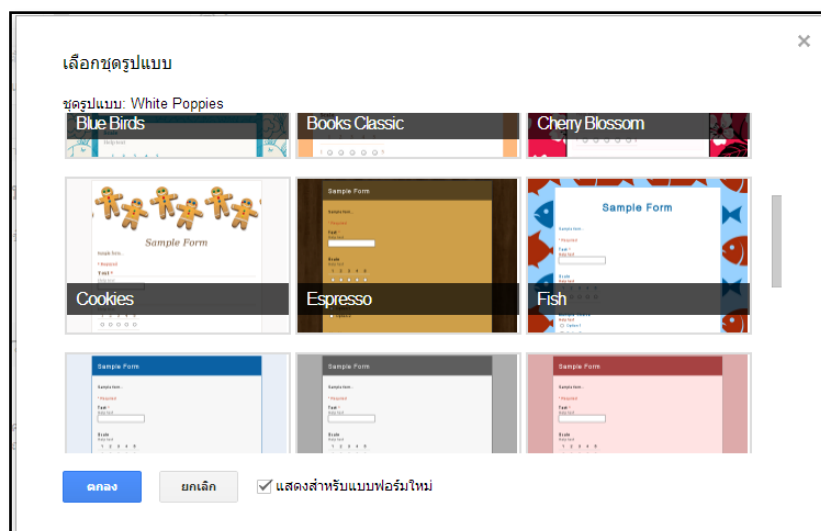 ×
เลือกชุดรูปแบบ
ชุดรูปแบบ: White Poppies
Blue Birds
Books Classic
Cherry Blossom
Sample Form
Sample Form
Sample Form
Cookies
Espresso
Fish
Sample Form
Sample Form
Sample Form
ตกลง
ยกเลิก
แสดงสำหรับแบบฟอร์มใหม่